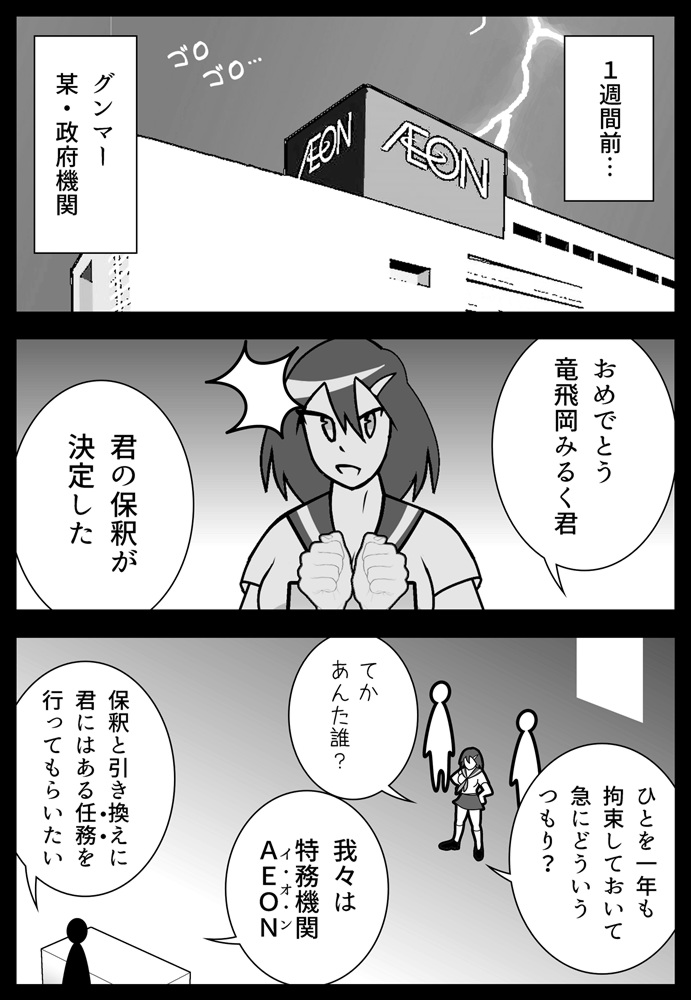 1週間前…
グンマー
某・政府機関
ゴロ
ゴロ…
ÆON
ÆON
おめでとう
竜飛岡みるく君
君の保釈が
決定した
ひとを一年も
拘束しておいて
急にどういう
つもり?
てか
あんた誰?
我々は
特務機関
AEON
イ・オ・ン
保釈と引き換えに
君にはある任務を
行ってもらいたい